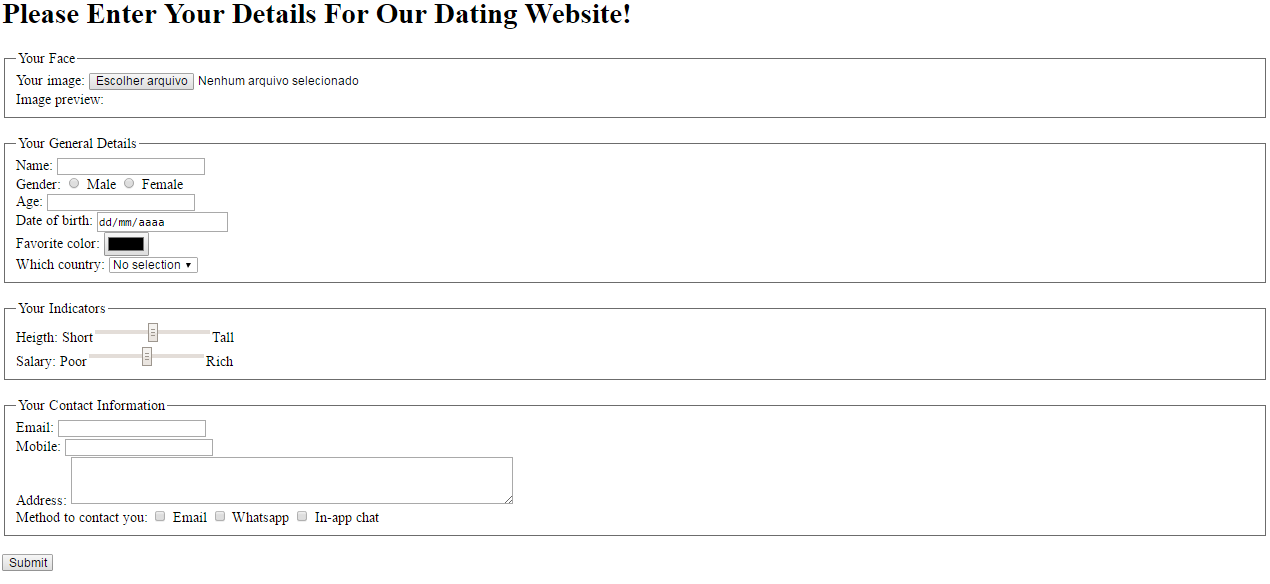 Please Enter Your Details For Our Dating Website!
Your Face
Your image: Escolher arquivo Nenhum arquivo selecionado
Image preview:
Your General Details
Name:
Gender: Male Female
Age:
Date of birth: dd/mm/aaaa
Favorite color:
Which country: No selection
Your Indicators
Heigth: Short Tall
Salary: Poor Rich
Your Contact Information
Email:
Mobile:
Address:
Method to contact you: Email Whatsapp In-app chat
Submit